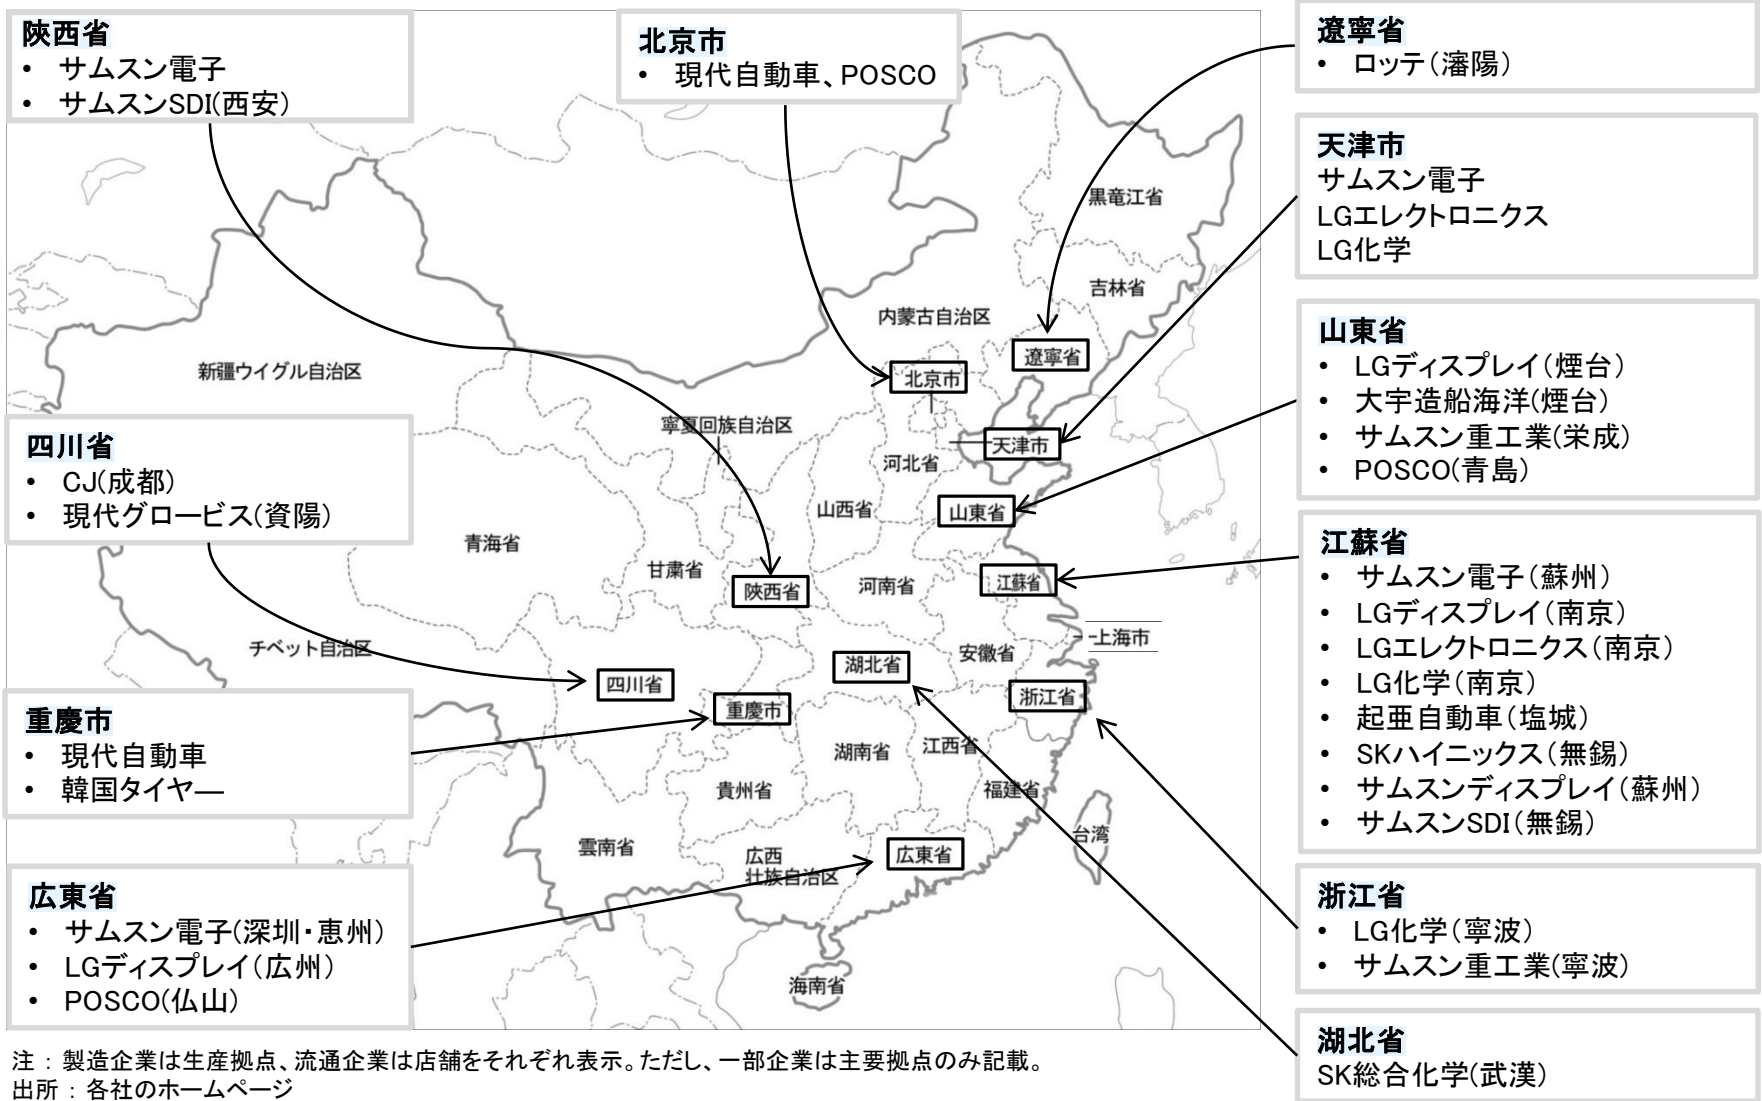 陝西省
• サムスン電子
• サムスンSDI(西安)
北京市
• 現代自動車、POSCO
遼寧省
• ロッテ(瀋陽)
天津市
サムスン電子
LGエレクトロニクス
LG化学
山東省
• LGディスプレイ(煙台)
• 大宇造船海洋(煙台)
• サムスン重工業(栄成)
• POSCO(青島)
江蘇省
• サムスン電子(蘇州)
• LGディスプレイ(南京)
• LGエレクトロニクス(南京)
• LG化学(南京)
• 起亜自動車(塩城)
• SKハイニックス(無錫)
• サムスンディスプレイ(蘇州)
• サムスンSDI(無錫)
浙江省
• LG化学(寧波)
• サムスン重工業(寧波)
湖北省
SK総合化学(武漢)
四川省
• CJ(成都)
• 現代グロービス(資陽)
重慶市
• 現代自動車
• 韓国タイヤ―
広東省
• サムスン電子(深圳・恵州)
• LGディスプレイ(広州)
• POSCO(仏山)
黒竜江省
吉林省
内蒙古自治区
遼寧省
新疆ウイグル自治区
北京市
寧夏回族自治区
天津市
河北省
山西省
山東省
青海省
甘粛省
陝西省
河南省
江蘇省
上海市
チベット自治区
安徽省
湖北省
四川省
浙江省
重慶市
湖南省
江西省
貴州省
福建省
雲南省
台湾
広西
壮族自治区
広東省
海南省
注:製造企業は生産拠点、流通企業は店舗をそれぞれ表示。ただし、一部企業は主要拠点のみ記載。
出所:各社のホームページ